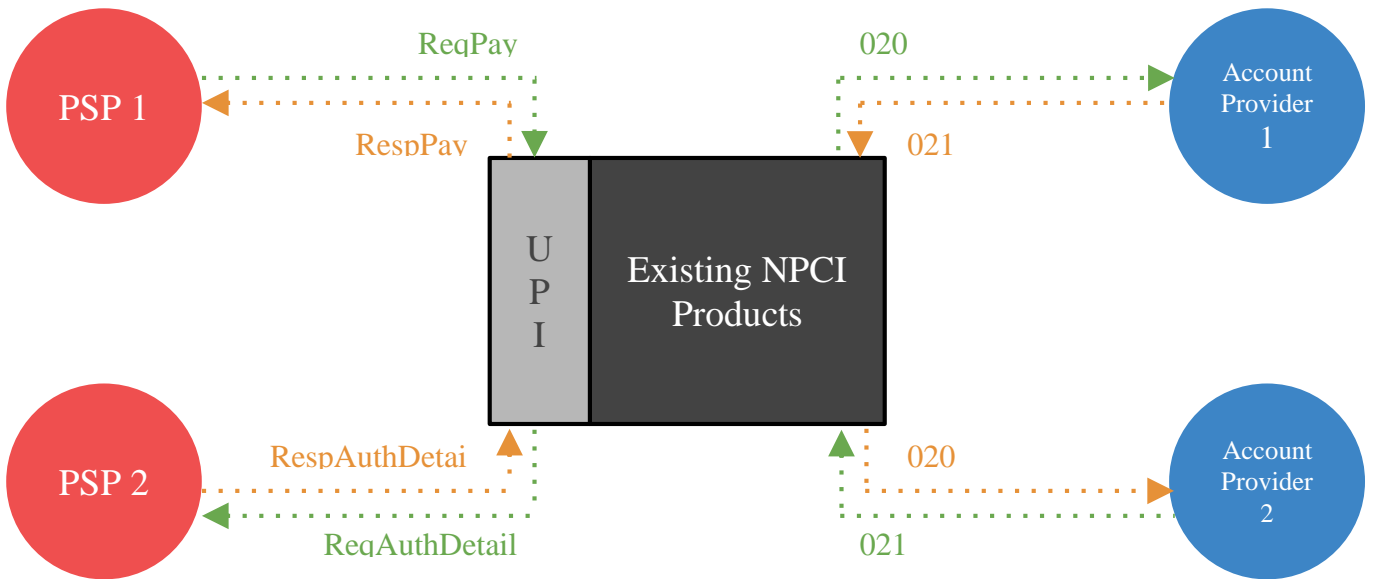 ReqPay
020
PSP 1
Account
Provider
1
RespPay
021
U
P
I
Existing NPCI
Products
RespAuthDetai
020
PSP 2
Account
Provider
2
ReqAuthDetail
021